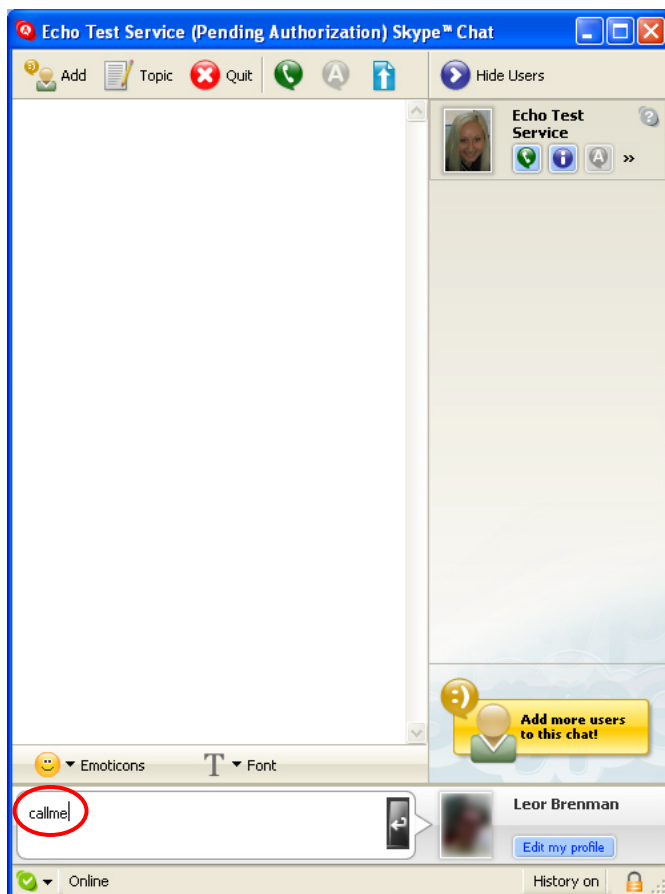 Echo Test Service (Pending Authorization) Skype™ Chat
Add Topic Quit A Hide Users
Echo Test
Service
A »
:)
Add more users
to this chat!
Emoticons T Font
callme
Leor Brenman
Edit my profile
Online History on